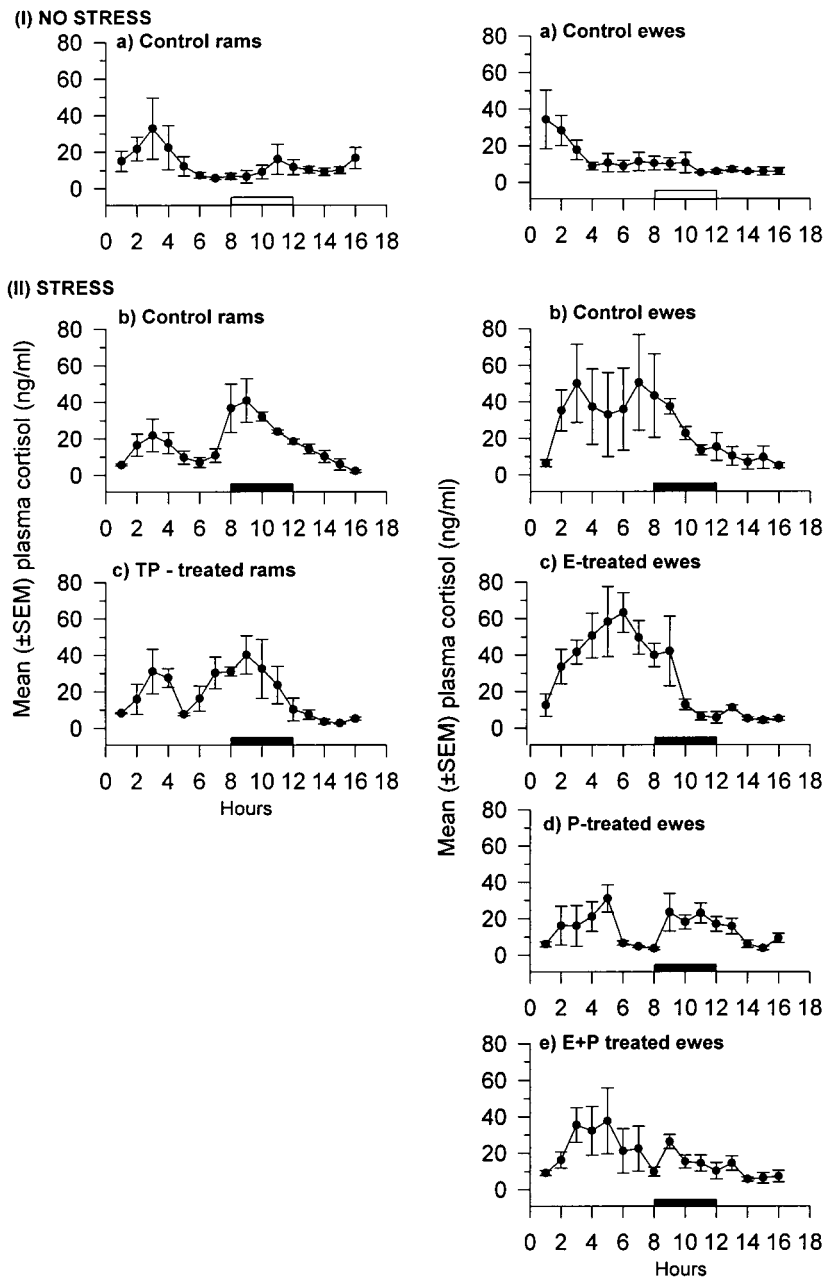 (I) NO STRESS
a) Control rams
80
60
40
20
0
0 2 4 6 8 10 12 14 16 18
a) Control ewes
80
60
40
20
0
0 2 4 6 8 10 12 14 16 18
(II) STRESS
Mean (±SEM) plasma cortisol (ng/ml)
b) Control rams
80
60
40
20
0
0 2 4 6 8 10 12 14 16 18
c) TP - treated rams
80
60
40
20
0
0 2 4 6 8 10 12 14 16 18
Hours
Mean (±SEM) plasma cortisol (ng/ml)
b) Control ewes
80
60
40
20
0
0 2 4 6 8 10 12 14 16 18
c) E-treated ewes
80
60
40
20
0
0 2 4 6 8 10 12 14 16 18
d) P-treated ewes
80
60
40
20
0
0 2 4 6 8 10 12 14 16 18
e) E+P treated ewes
80
60
40
20
0
0 2 4 6 8 10 12 14 16 18
Hours